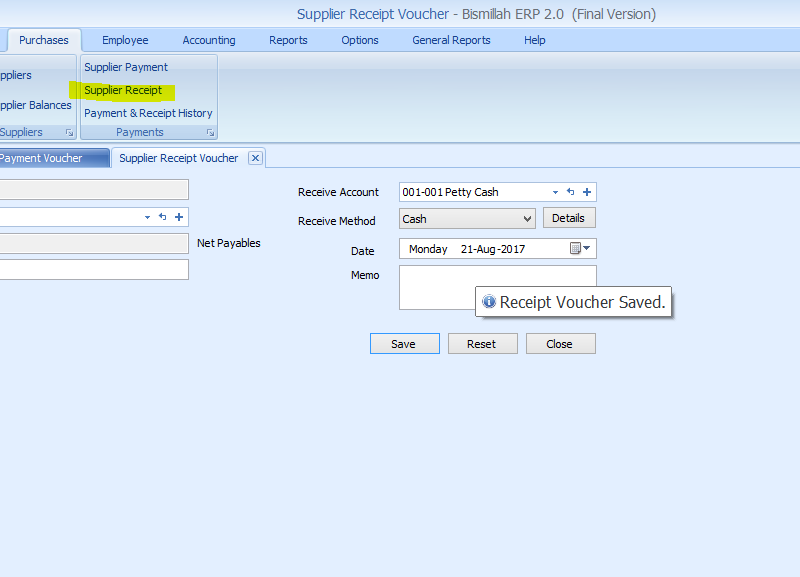 Supplier Receipt Voucher - Bismillah ERP 2.0 (Final Version)
Purchases Employee Accounting Reports Options General Reports Help
ppliers
pplier Balances
Suppliers
Supplier Payment
Supplier Receipt
Payment & Receipt History
Payments
Payment Voucher Supplier Receipt Voucher
Net Payables
Receive Account 001-001 Petty Cash
Receive Method Cash Details
Date Monday 21-Aug-2017
Memo
Receipt Voucher Saved.
Save Reset Close